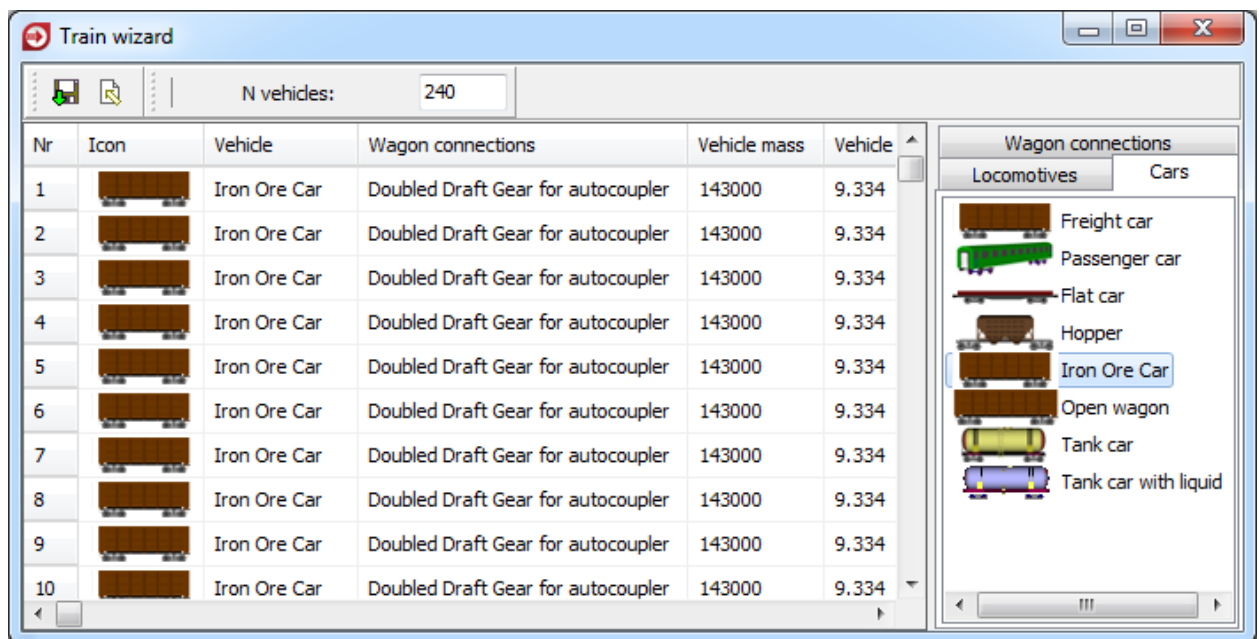 Train wizard
N vehicles: 240
Nr Icon Vehicle Wagon connections Vehicle mass Vehicle
1 Iron Ore Car Doubled Draft Gear for autocoupler 143000 9.334
2 Iron Ore Car Doubled Draft Gear for autocoupler 143000 9.334
3 Iron Ore Car Doubled Draft Gear for autocoupler 143000 9.334
4 Iron Ore Car Doubled Draft Gear for autocoupler 143000 9.334
5 Iron Ore Car Doubled Draft Gear for autocoupler 143000 9.334
6 Iron Ore Car Doubled Draft Gear for autocoupler 143000 9.334
7 Iron Ore Car Doubled Draft Gear for autocoupler 143000 9.334
8 Iron Ore Car Doubled Draft Gear for autocoupler 143000 9.334
9 Iron Ore Car Doubled Draft Gear for autocoupler 143000 9.334
10 Iron Ore Car Doubled Draft Gear for autocoupler 143000 9.334
Wagon connections
Locomotives Cars
Freight car
Passenger car
Flat car
Hopper
Iron Ore Car
Open wagon
Tank car
Tank car with liquid